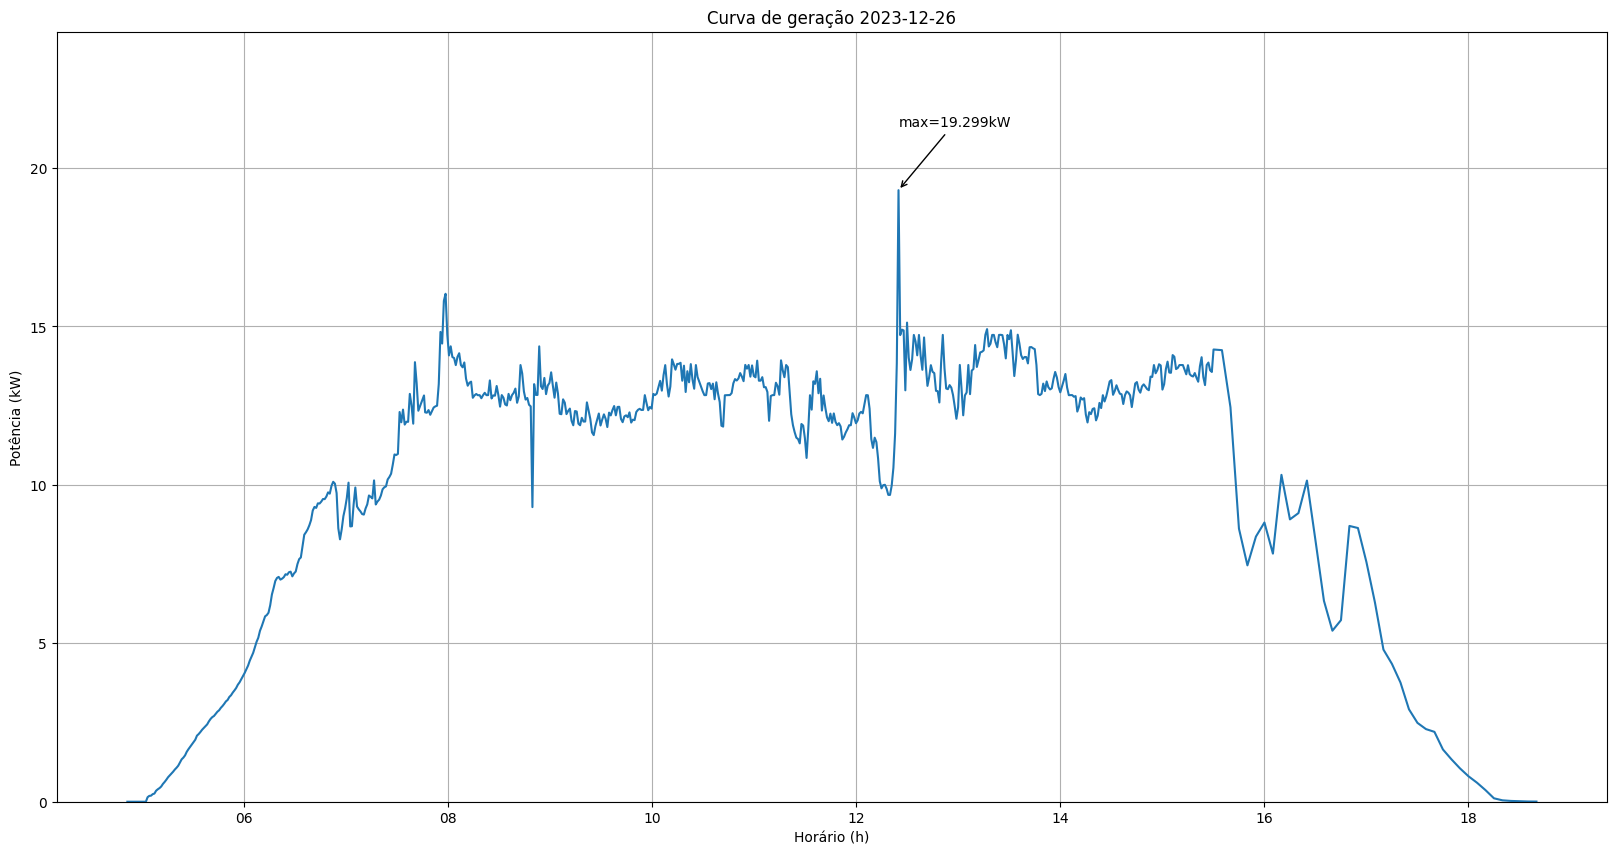 Curva de geração 2023-12-26
max=19.299kW
20
15
10
5
0
Potência (kW)
06 08 10 12 14 16 18
Horário (h)